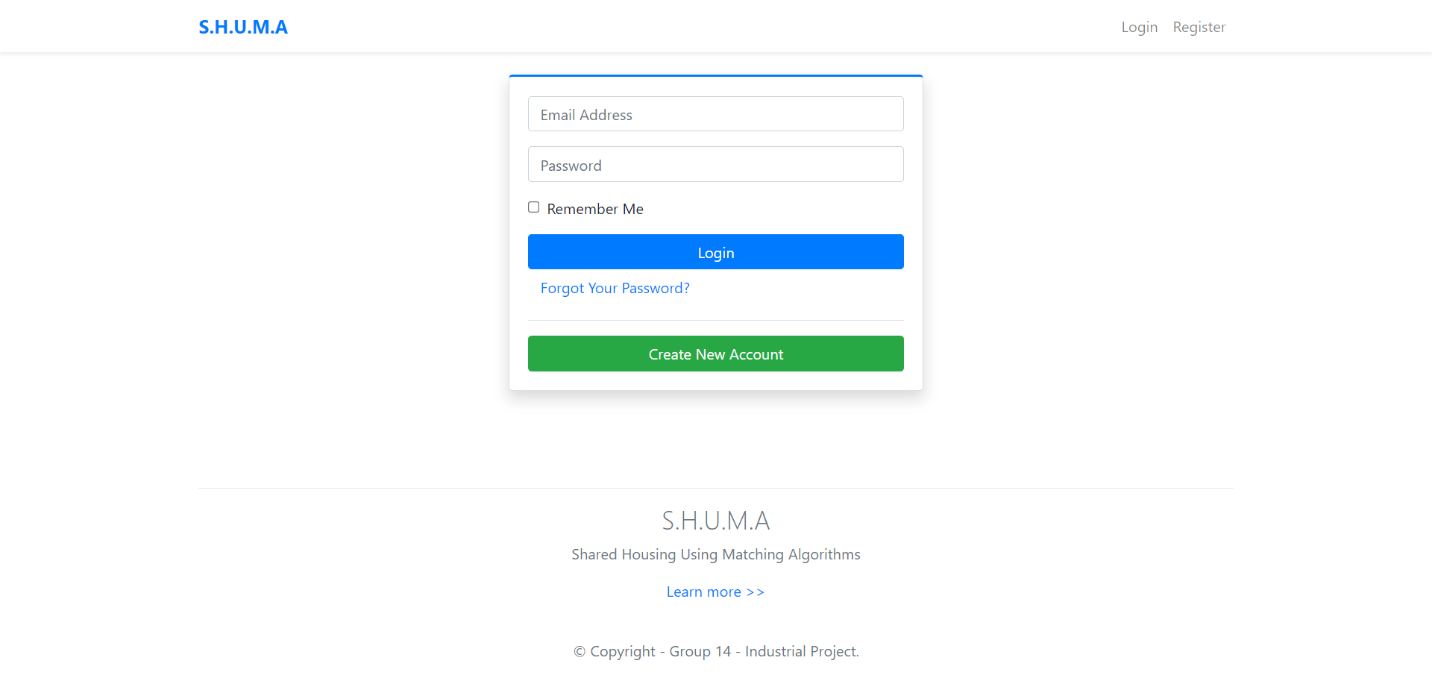 S.H.U.M.A
Login Register
Email Address
Password
Remember Me
Login
Forgot Your Password?
Create New Account
S.H.U.M.A
Shared Housing Using Matching Algorithms
Learn more >>
© Copyright - Group 14 - Industrial Project.